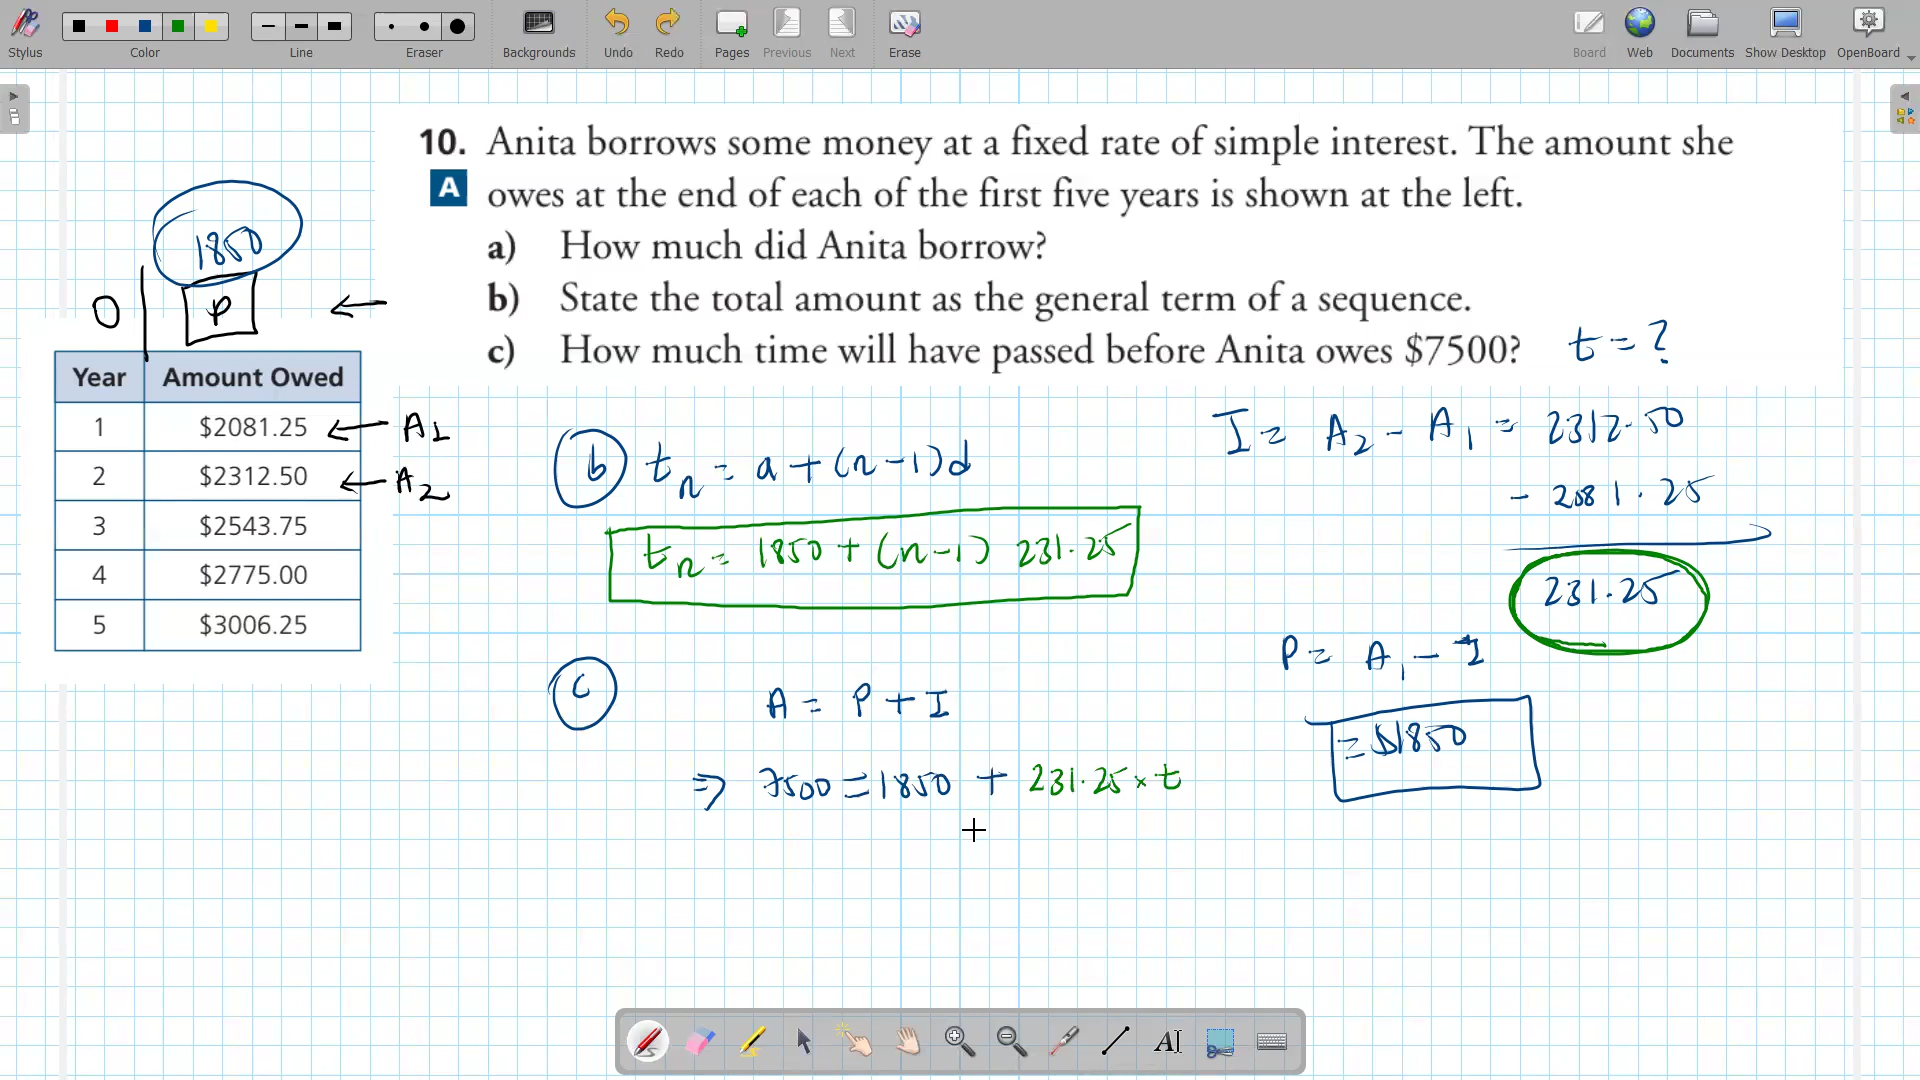 Stylus Color Line Eraser Backgrounds Undo Redo Pages Previous Next Erase Board Web Documents Show Desktop OpenBoard
10. Anita borrows some money at a fixed rate of simple interest. The amount she
A owes at the end of each of the first five years is shown at the left.
a) How much did Anita borrow?
b) State the total amount as the general term of a sequence.
c) How much time will have passed before Anita owes $7500? t = ?
1850
0 P ←
Year Amount Owed
1 $2081.25 ← A1
2 $2312.50 ← A2
3 $2543.75
4 $2775.00
5 $3006.25
b tn = a + (n-1)d
tn = 1850 + (n-1) 231.25
I = A2 - A1 = 2312.50
- 2081.25
231.25
P = A1 - I
= $1850
c A = P + I
⇒ 7500 = 1850 + 231.25 × t